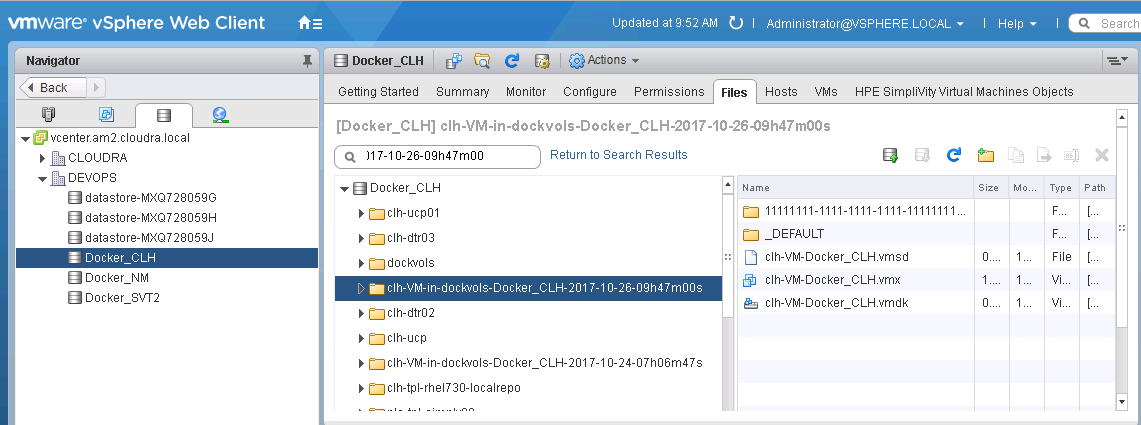 vmware® vSphere Web Client
Updated at 9:52 AM
Administrator@VSPHERE.LOCAL
Help
Search
Navigator
Back
vcenter.am2.cloudra.local
CLOUDRA
DEVOPS
datastore-MXQ728059G
datastore-MXQ728059H
datastore-MXQ728059J
Docker_CLH
Docker_NM
Docker_SVT2
Docker_CLH
Actions
Getting Started Summary Monitor Configure Permissions Files Hosts VMs HPE SimpliVity Virtual Machines Objects
[Docker_CLH] clh-VM-in-dockvols-Docker_CLH-2017-10-26-09h47m00s
17-10-26-09h47m00
Return to Search Results
Docker_CLH
clh-ucp01
clh-dtr03
dockvols
clh-VM-in-dockvols-Docker_CLH-2017-10-26-09h47m00s
clh-dtr02
clh-ucp
clh-VM-in-dockvols-Docker_CLH-2017-10-24-07h06m47s
clh-tpl-rhel730-localrepo
Name Size Mo... Type Path
11111111-1111-1111-1111-11111111... F... [...
_DEFAULT F... [...
clh-VM-Docker_CLH.vmsd 0.... 1... File [...
clh-VM-Docker_CLH.vmx 1.... 1... Vi... [...
clh-VM-Docker_CLH.vmdk 0.... 1... Vi... [...